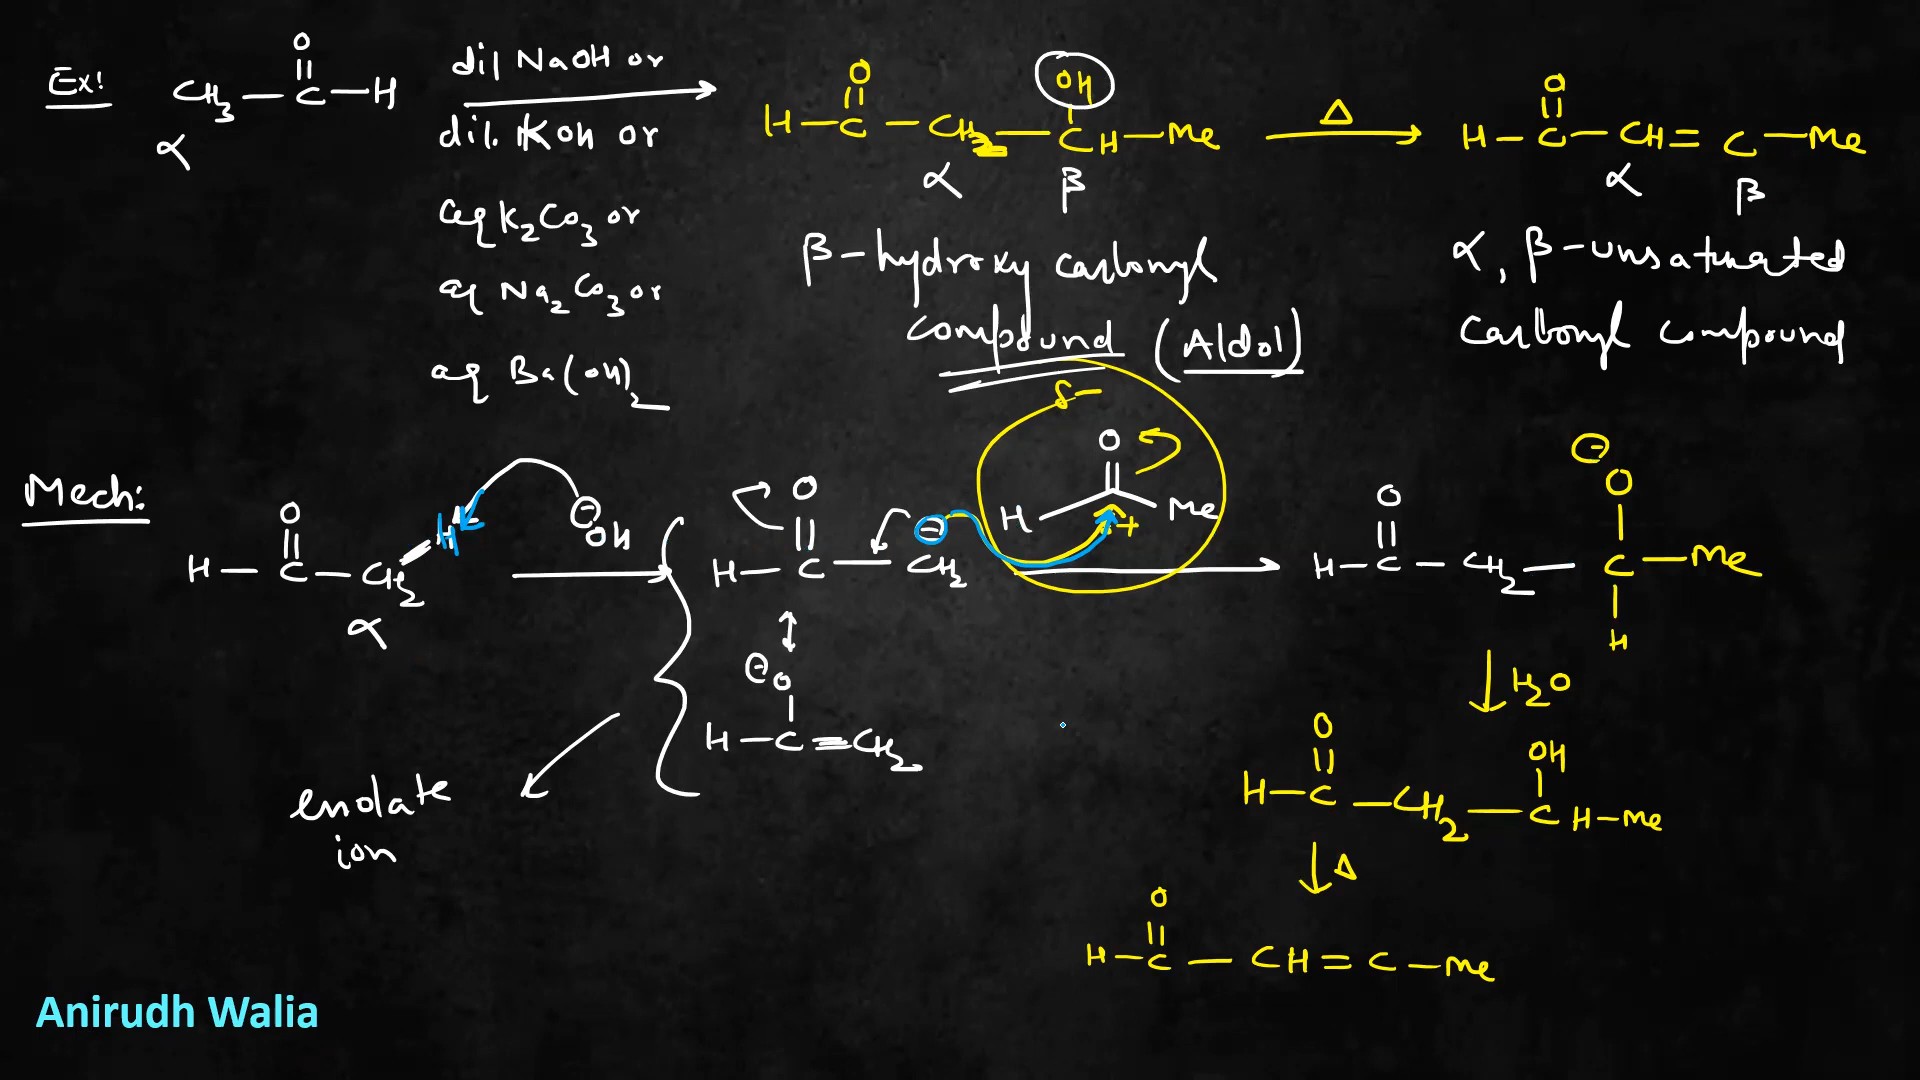 Ex!
O
CH3 — C — H
α
dil NaOH or
dil. KOH or
aq K2CO3 or
aq Na2CO3 or
aq Ba(OH)2
O OH
H — C — CH2 — CH — Me
α β
β-hydroxy carbonyl
compound (Aldol)
Δ
O
H — C — CH = C — Me
α β
α, β-unsaturated
carbonyl compound
Mech:
O H ⊖OH
H — C — CH2
α
O ⊖
H — C — CH2
⊖O
H — C = CH2
enolate
ion
δ-
O
H Me
+
⊖
O O
H — C — CH2 — C — Me
H
H2O
O OH
H — C — CH2 — CH — Me
Δ
O
H — C — CH = C — Me
Anirudh Walia